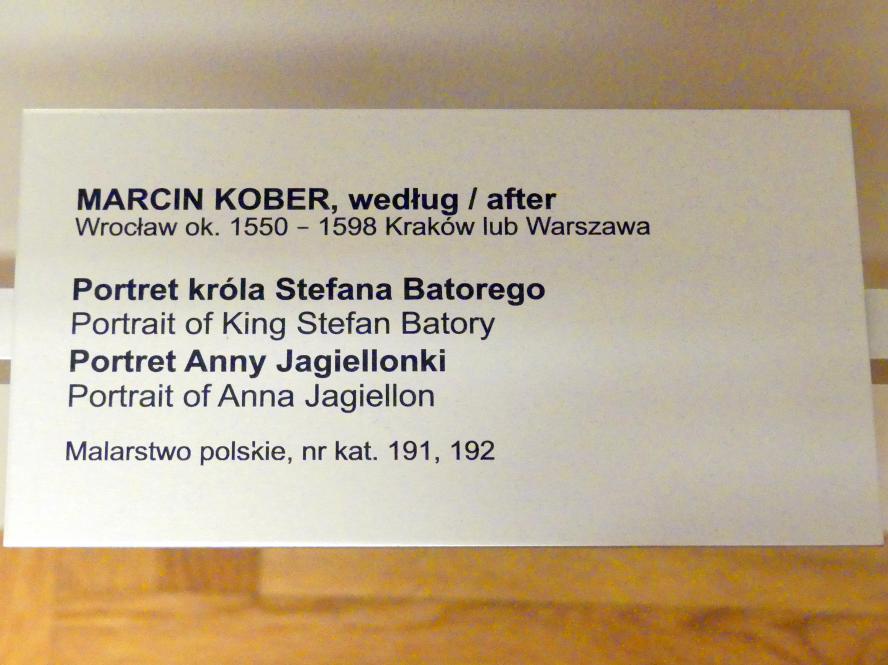 MARCIN KOBER, według / after
Wrocław ok. 1550 – 1598 Kraków lub Warszawa
Portret króla Stefana Batorego
Portrait of King Stefan Batory
Portret Anny Jagiellonki
Portrait of Anna Jagiellon
Malarstwo polskie, nr kat. 191, 192